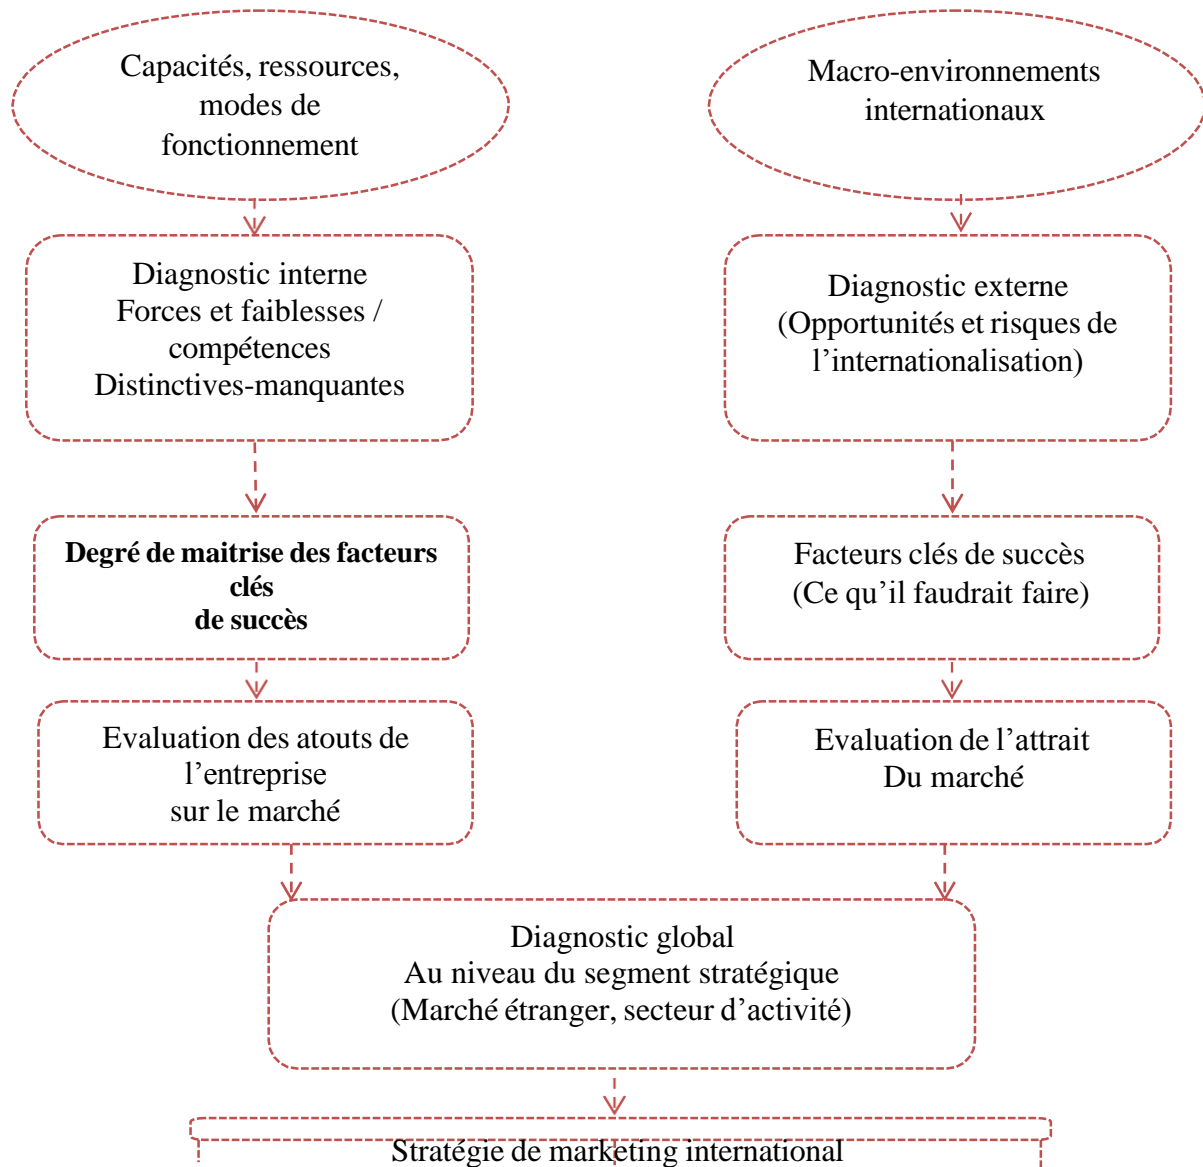 Capacités, ressources,
modes de
fonctionnement
Macro-environnements
internationaux
Diagnostic interne
Forces et faiblesses /
compétences
Distinctives-manquantes
Diagnostic externe
(Opportunités et risques de
l’internationalisation)
Degré de maitrise des facteurs
clés
de succès
Facteurs clés de succès
(Ce qu’il faudrait faire)
Evaluation des atouts de
l’entreprise
sur le marché
Evaluation de l’attrait
Du marché
Diagnostic global
Au niveau du segment stratégique
(Marché étranger, secteur d’activité)
Stratégie de marketing international